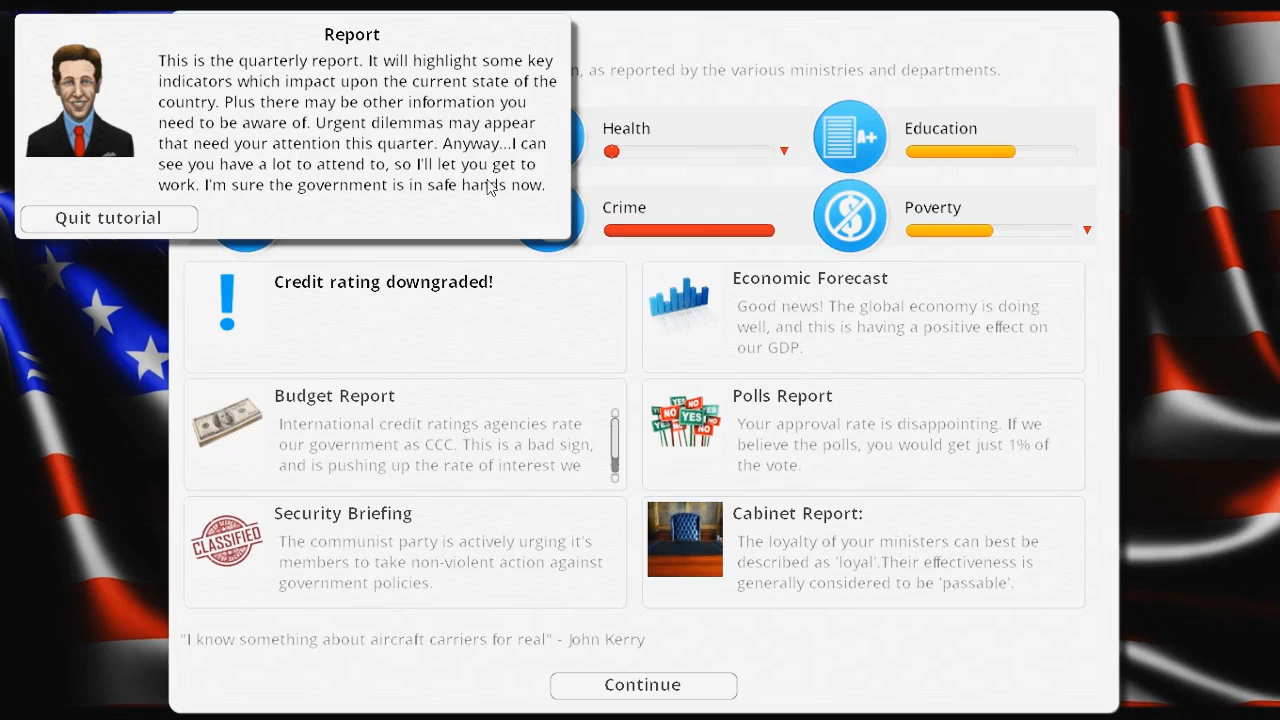 Report
This is the quarterly report. It will highlight some key
indicators which impact upon the current state of the
country. Plus there may be other information you
need to be aware of. Urgent dilemmas may appear
that need your attention this quarter. Anyway...I can
see you have a lot to attend to, so I'll let you get to
work. I'm sure the government is in safe hands now.
Quit tutorial
, as reported by the various ministries and departments.
Health
A+
Education
Crime
Poverty
Credit rating downgraded!
Economic Forecast
Good news! The global economy is doing
well, and this is having a positive effect on
our GDP.
Budget Report
International credit ratings agencies rate
our government as CCC. This is a bad sign,
and is pushing up the rate of interest we
YES
NO
YES
NO
YES
NO
NO
Polls Report
Your approval rate is disappointing. If we
believe the polls, you would get just 1% of
the vote.
CLASSIFIED
Security Briefing
The communist party is actively urging it's
members to take non-violent action against
government policies.
Cabinet Report:
The loyalty of your ministers can best be
described as 'loyal'.Their effectiveness is
generally considered to be 'passable'.
"I know something about aircraft carriers for real" - John Kerry
Continue